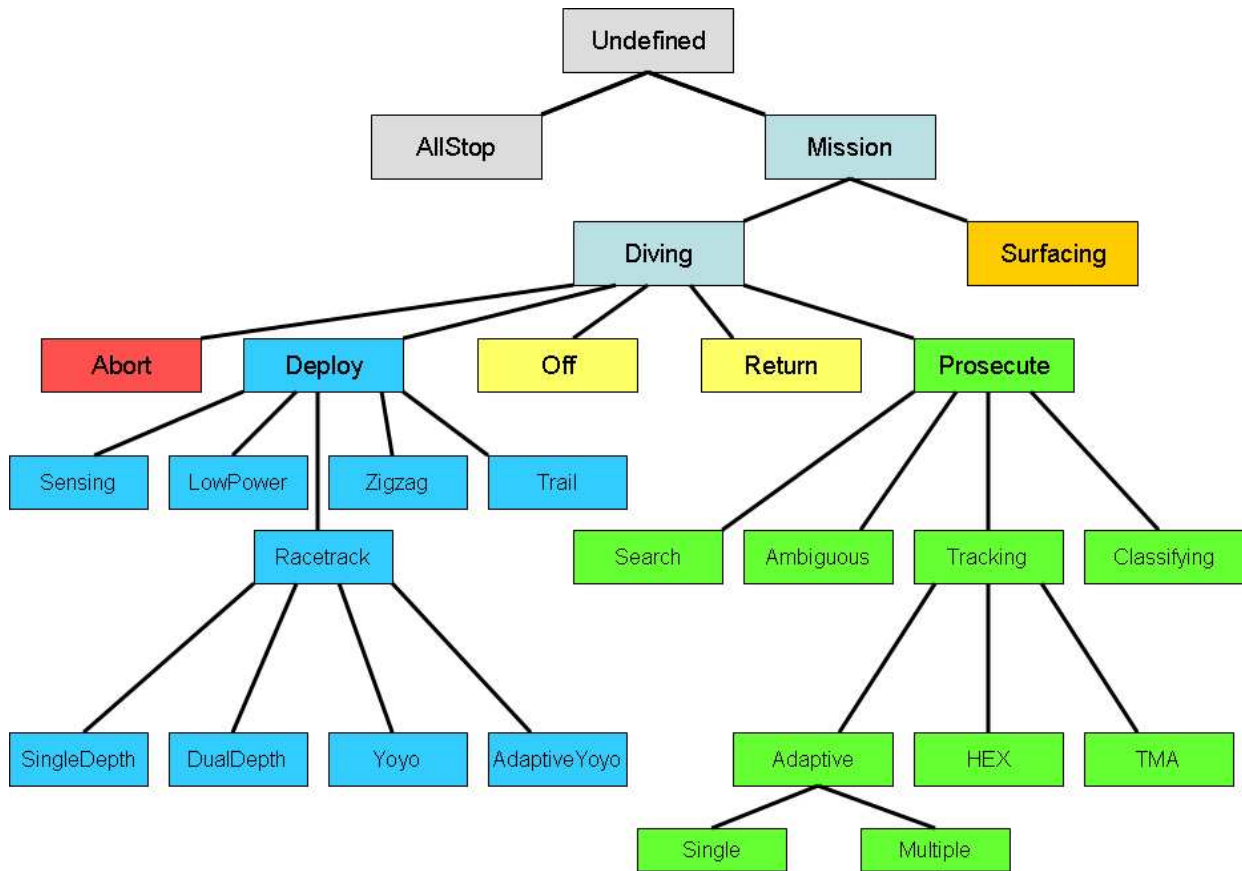 Undefined
AllStop
Mission
Diving
Surfacing
Abort
Deploy
Off
Return
Prosecute
Sensing
LowPower
Zigzag
Trail
Racetrack
Search
Ambiguous
Tracking
Classifying
SingleDepth
DualDepth
Yoyo
AdaptiveYoyo
Adaptive
HEX
TMA
Single
Multiple